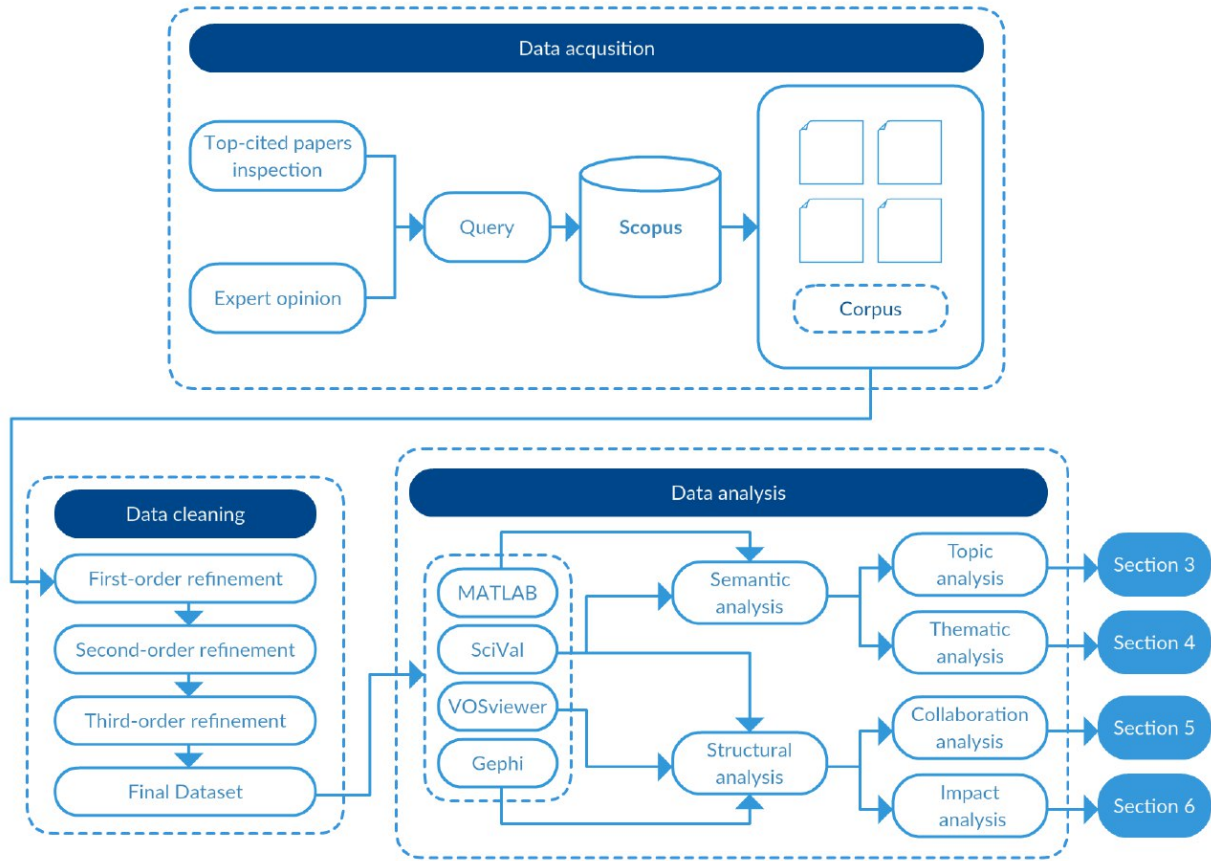 Data acqusition
Top-cited papers
inspection
Expert opinion
Query
Scopus
Corpus
Data cleaning
First-order refinement
Second-order refinement
Third-order refinement
Final Dataset
Data analysis
MATLAB
SciVal
VOSviewer
Gephi
Semantic
analysis
Structural
analysis
Topic
analysis
Thematic
analysis
Collaboration
analysis
Impact
analysis
Section 3
Section 4
Section 5
Section 6